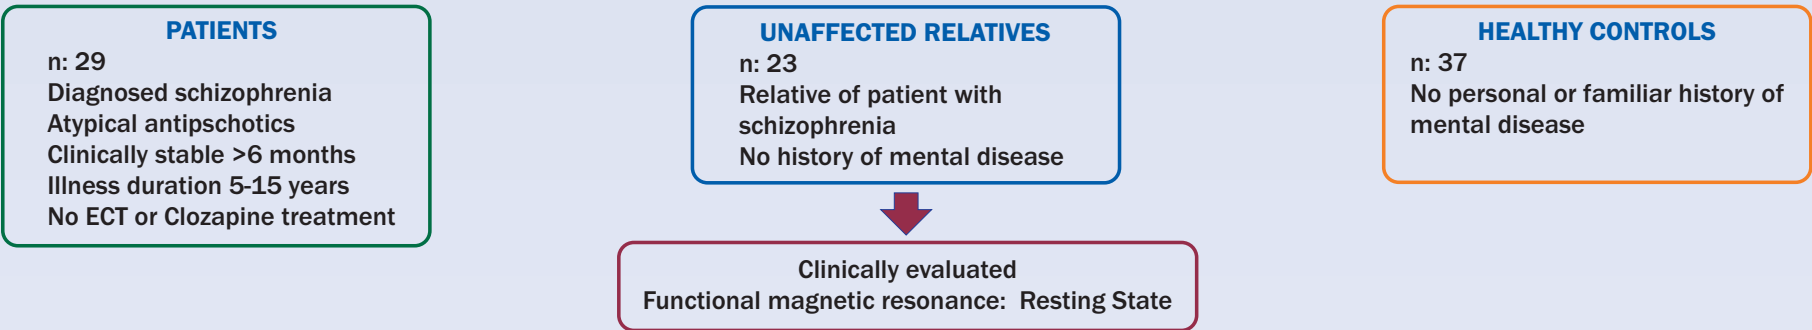 PATIENTS
n: 29
Diagnosed schizophrenia
Atypical antipschotics
Clinically stable >6 months
Illness duration 5-15 years
No ECT or Clozapine treatment
UNAFFECTED RELATIVES
n: 23
Relative of patient with
schizophrenia
No history of mental disease
HEALTHY CONTROLS
n: 37
No personal or familiar history of
mental disease
Clinically evaluated
Functional magnetic resonance: Resting State